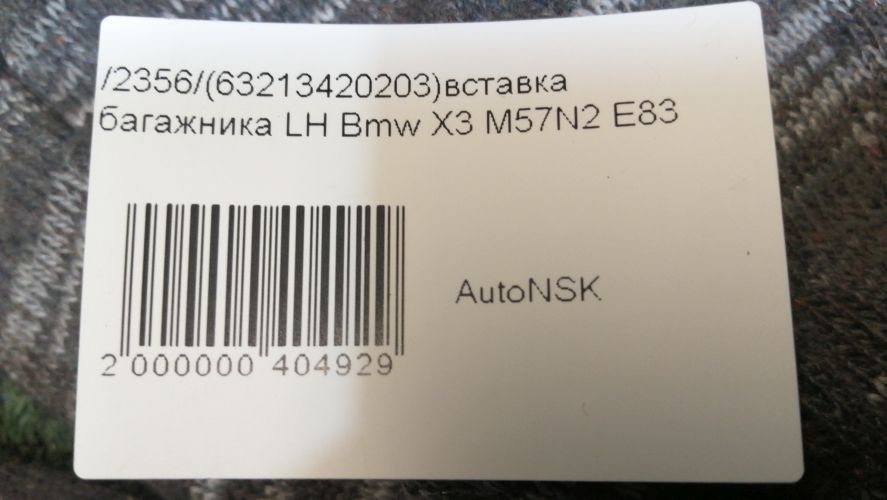 /2356/(63213420203)вставка
багажника LH Bmw X3 M57N2 E83
AutoNSK
2 000000 404929